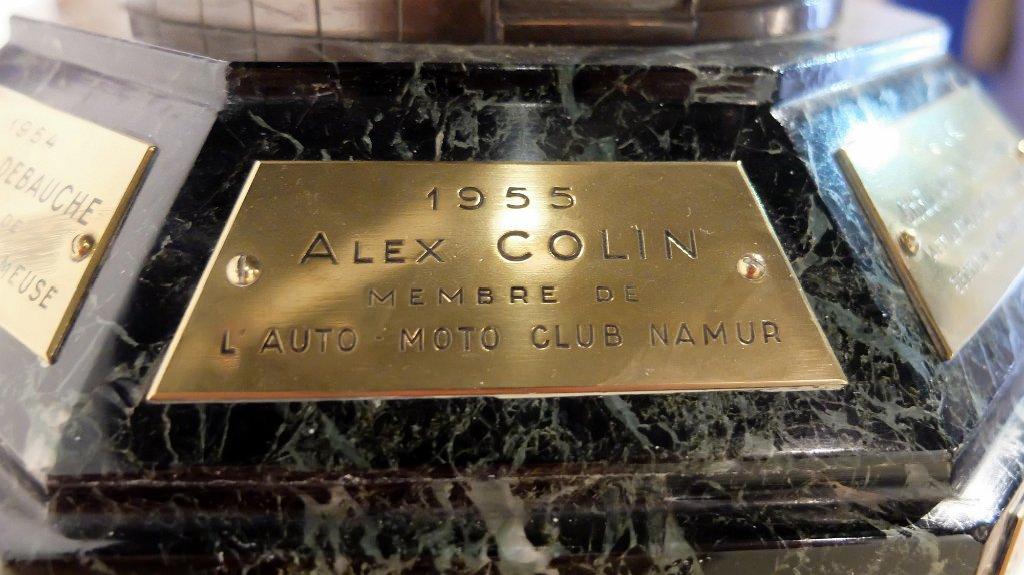 1954
DEBAUCHE
DE
MEUSE
1955
ALEX COLIN
MEMBRE DE
L'AUTO-MOTO CLUB NAMUR